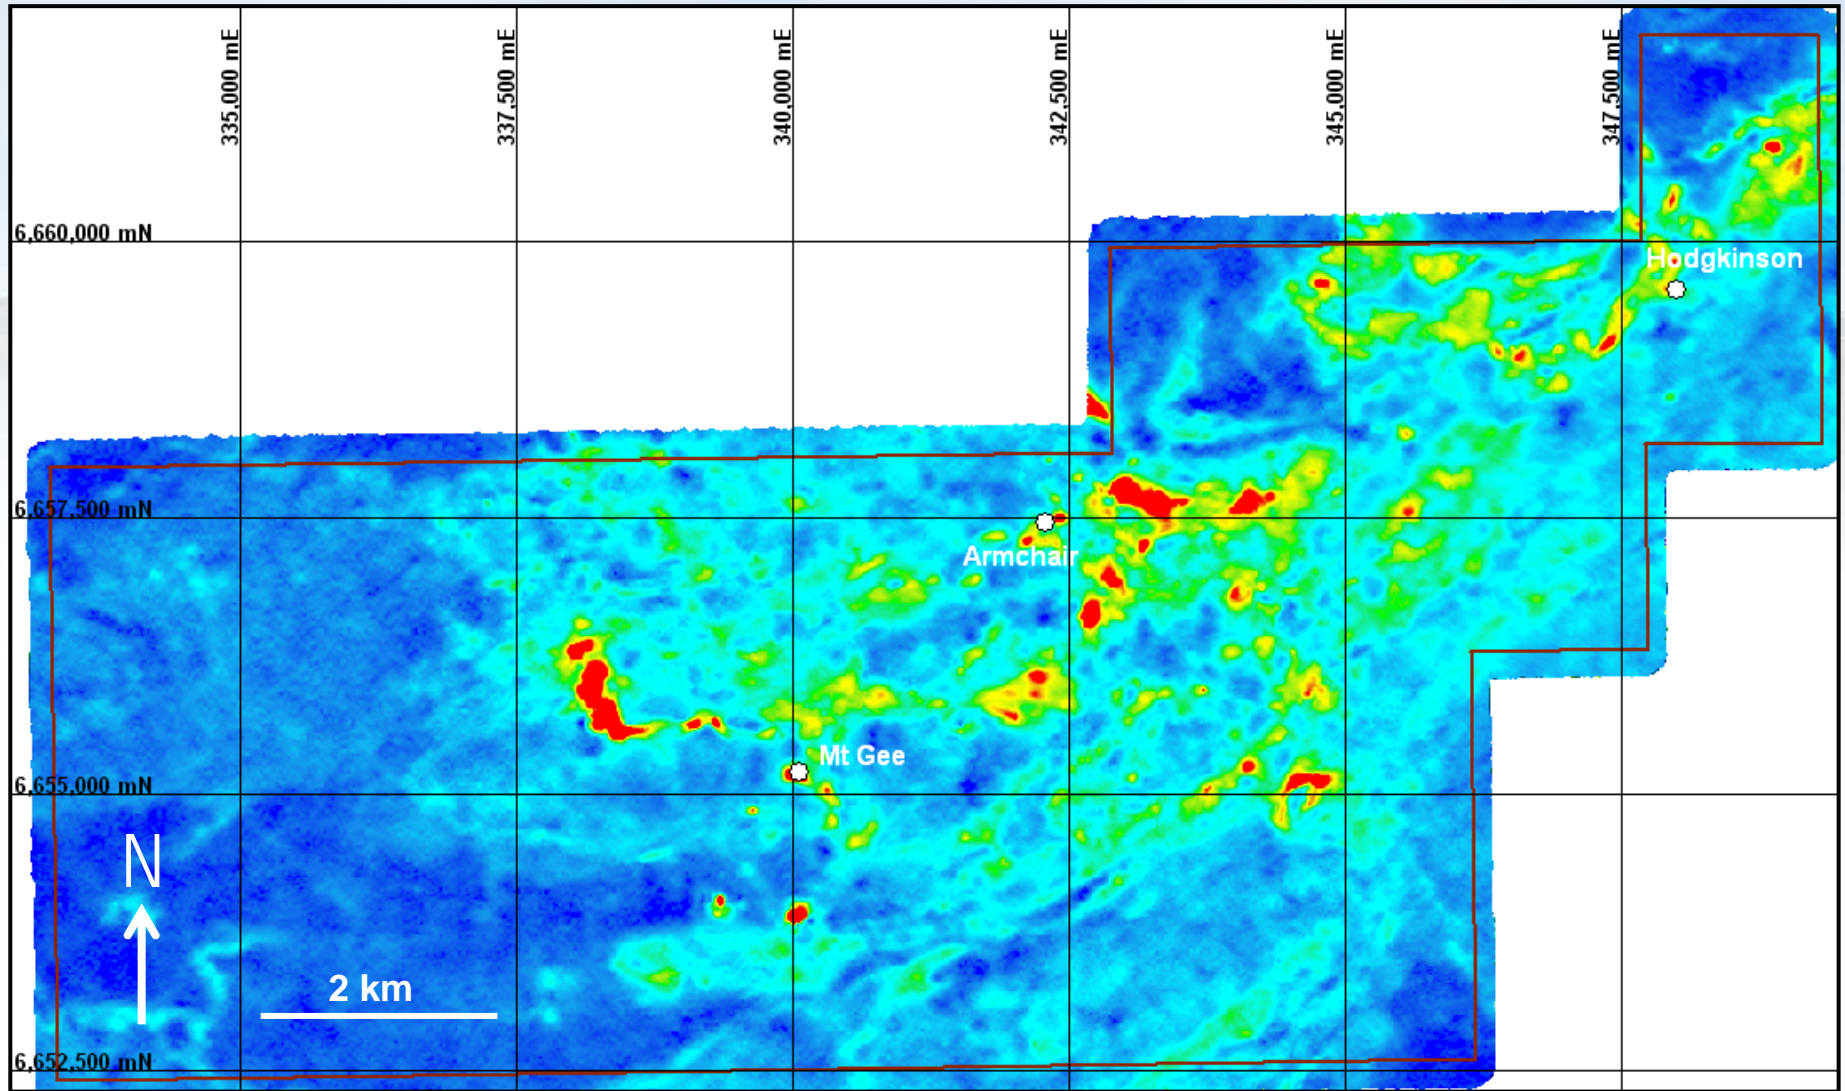 335,000 mE
337,500 mE
340,000 mE
342,500 mE
345,000 mE
347,500 mE
6,660,000 mN
Hodgkinson
6,657,500 mN
Armchair
Mt Gee
6,655,000 mN
N
2 km
6,652,500 mN